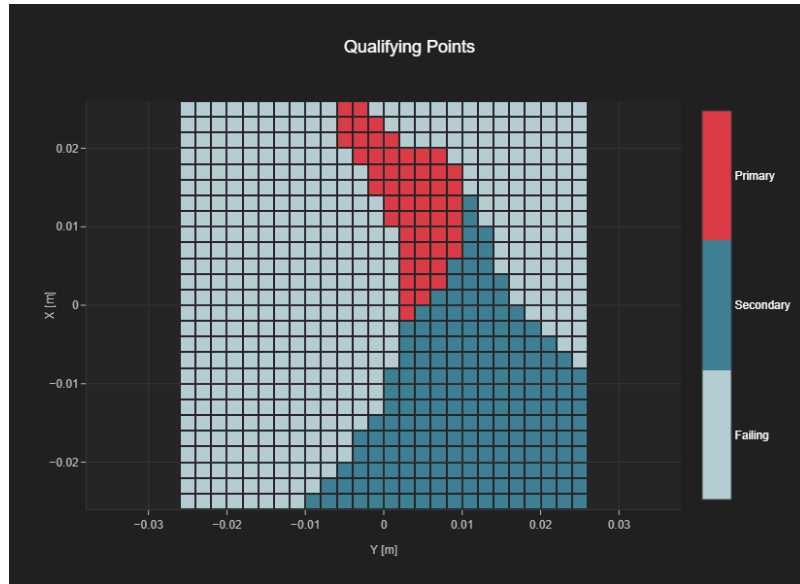 Qualifying Points
0.02
0.01
0
−0.01
−0.02
X [m]
−0.03
−0.02
−0.01
0
0.01
0.02
0.03
Y [m]
Primary
Secondary
Failing